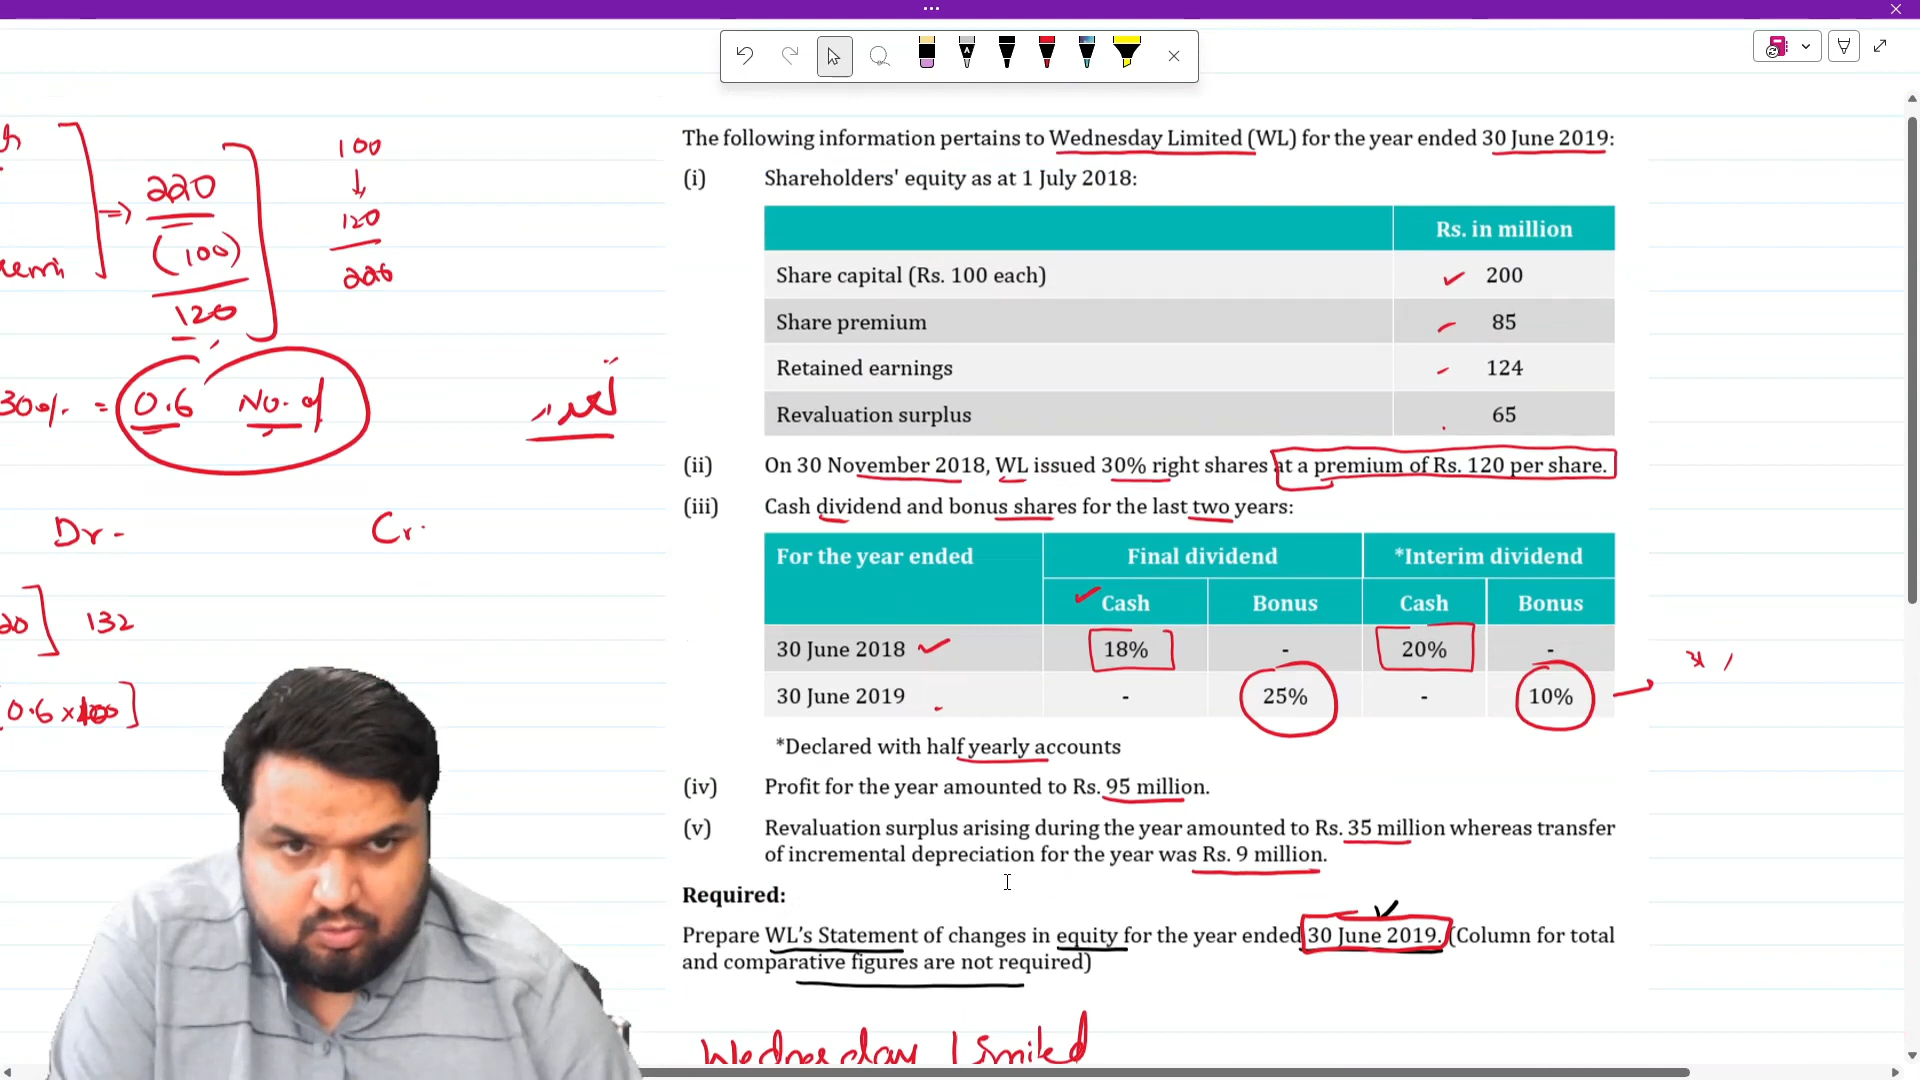 220
(100)
120
100
↓
120
226
30% = 0.6 No. of
Dr - Cr.
20] 132
[0.6 x 100]
The following information pertains to Wednesday Limited (WL) for the year ended 30 June 2019:
(i) Shareholders' equity as at 1 July 2018:
Rs. in million
Share capital (Rs. 100 each) 200
Share premium 85
Retained earnings 124
Revaluation surplus 65
(ii) On 30 November 2018, WL issued 30% right shares at a premium of Rs. 120 per share.
(iii) Cash dividend and bonus shares for the last two years:
For the year ended Final dividend *Interim dividend
Cash Bonus Cash Bonus
30 June 2018 18% - 20% -
30 June 2019 - 25% - 10%
*Declared with half yearly accounts
(iv) Profit for the year amounted to Rs. 95 million.
(v) Revaluation surplus arising during the year amounted to Rs. 35 million whereas transfer
of incremental depreciation for the year was Rs. 9 million.
Required:
Prepare WL's Statement of changes in equity for the year ended 30 June 2019. (Column for total
and comparative figures are not required)
Wednesday Limited